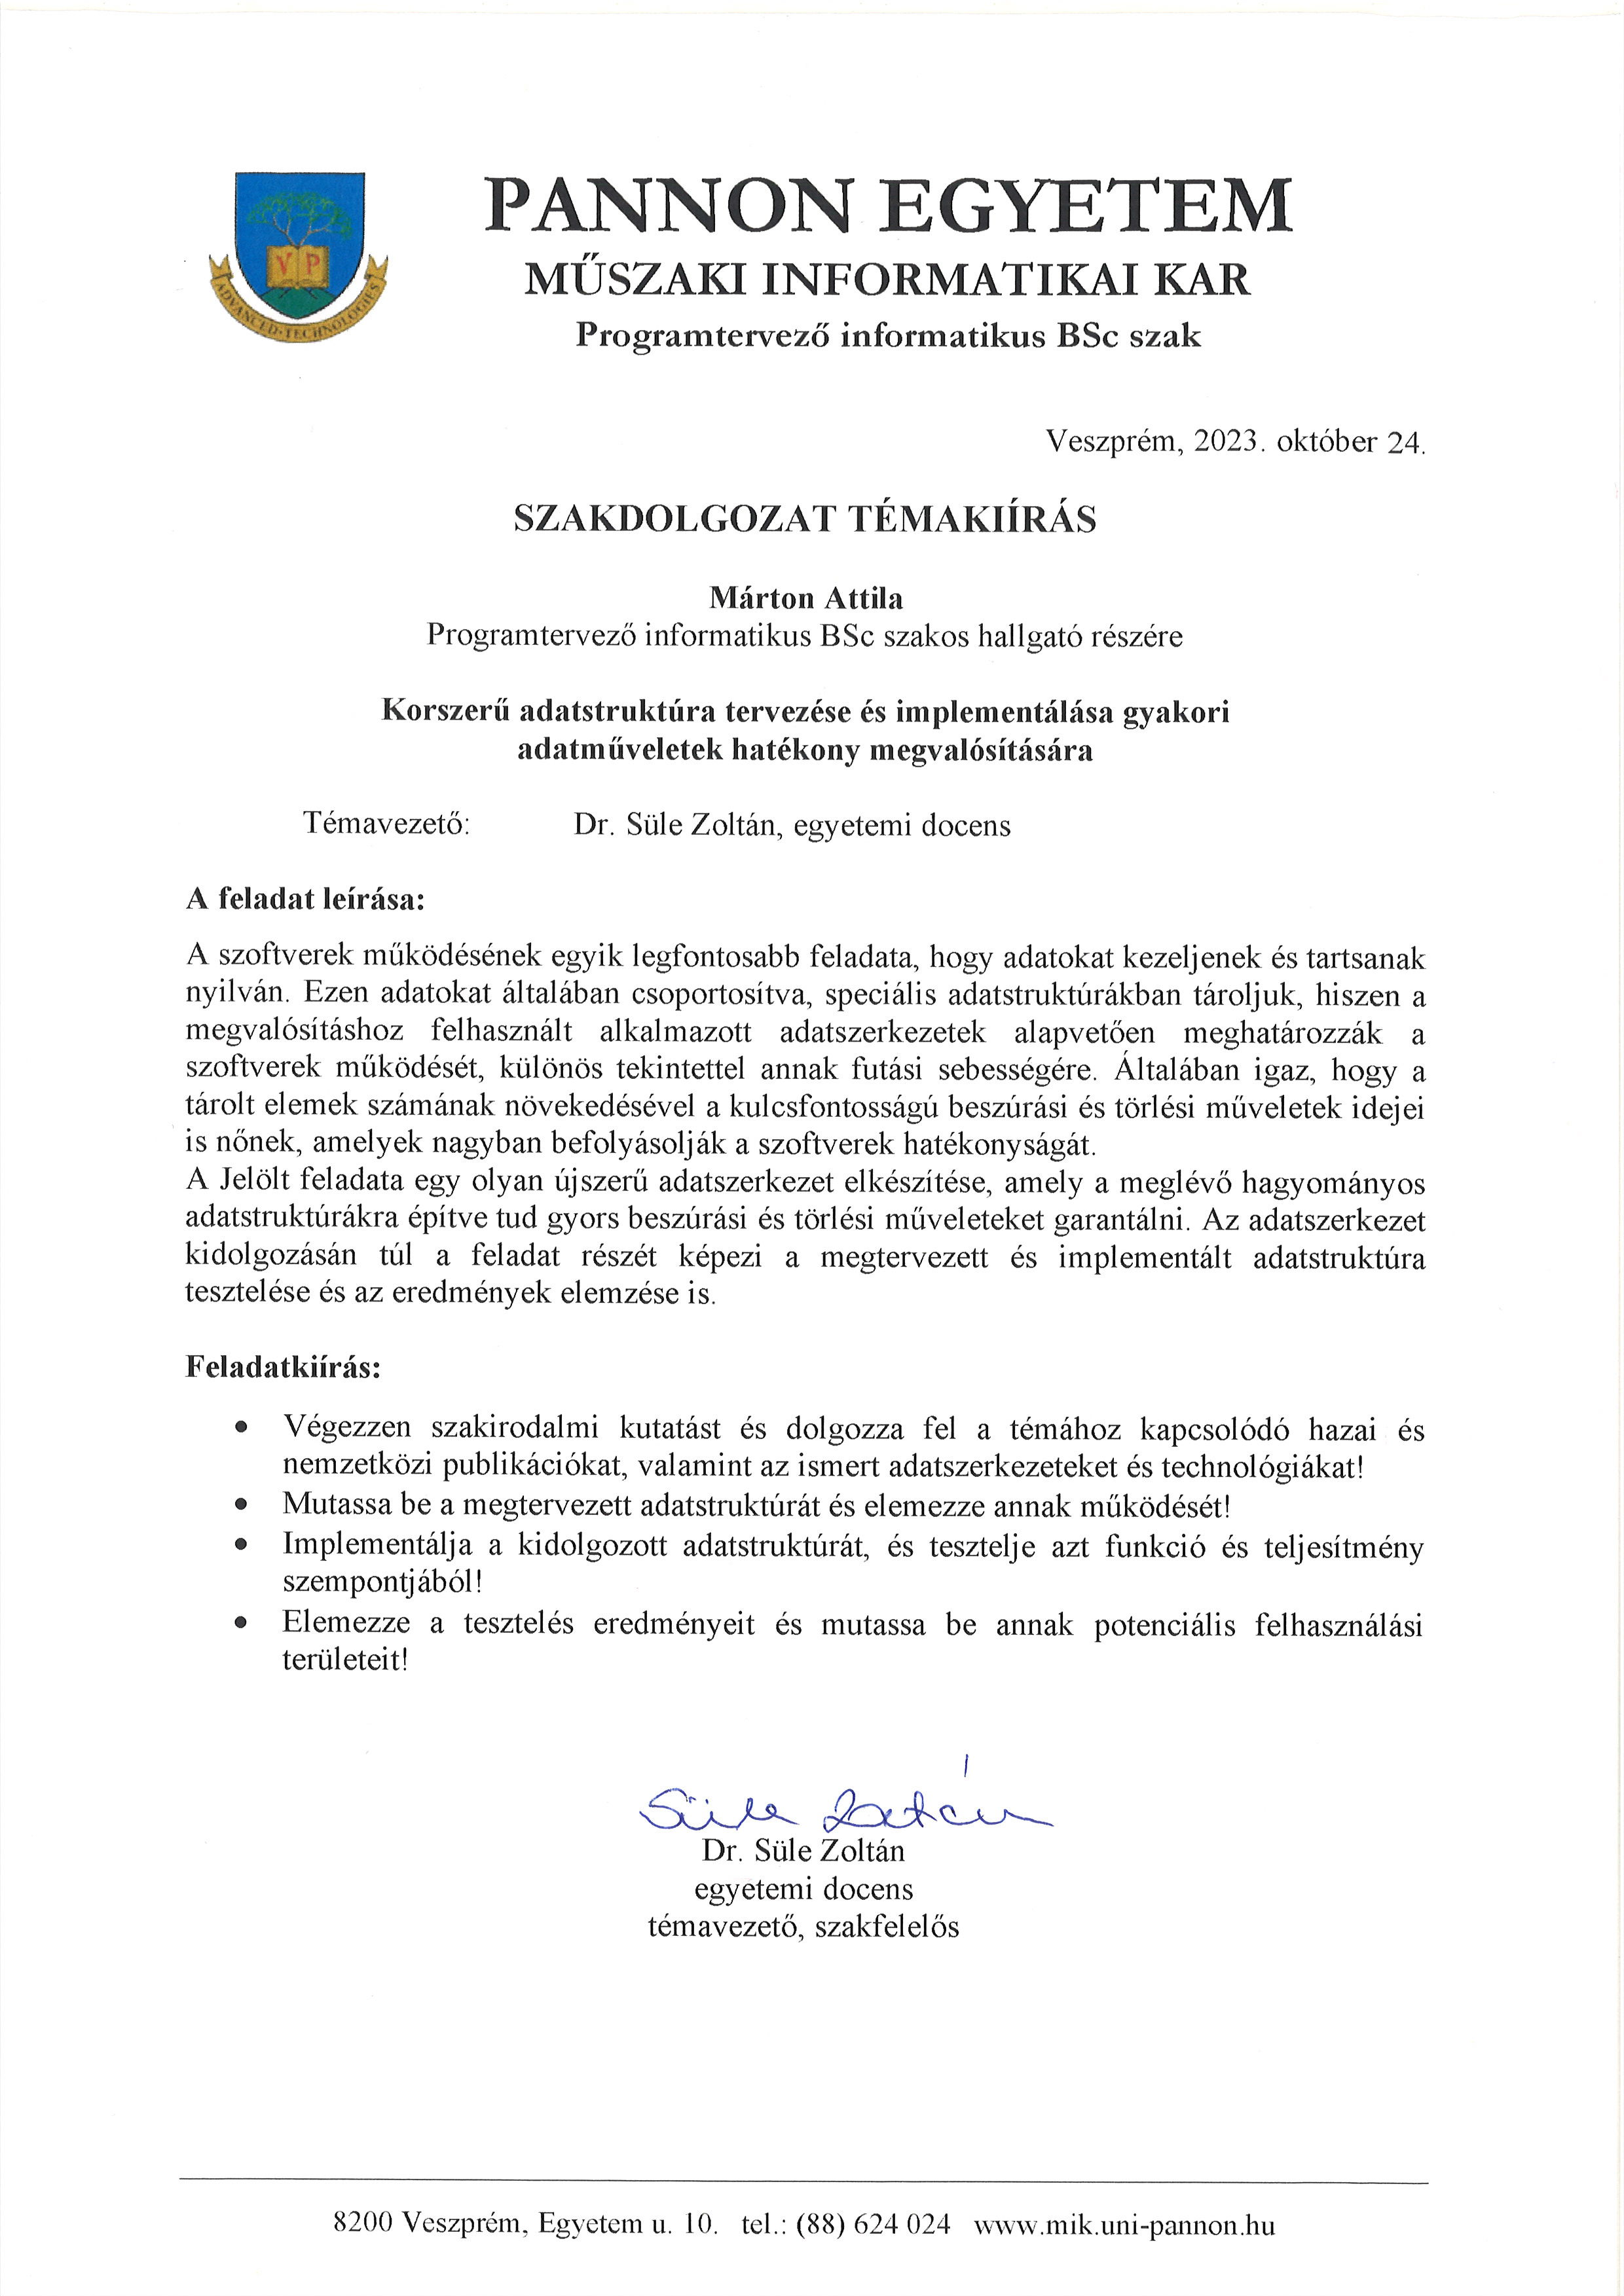 VP
ADVANCED·TECHNOLOGIES
PANNON EGYETEM
MŰSZAKI INFORMATIKAI KAR
Programtervező informatikus BSc szak
Veszprém, 2023. október 24.
SZAKDOLGOZAT TÉMAKIÍRÁS
Márton Attila
Programtervező informatikus BSc szakos hallgató részére
Korszerű adatstruktúra tervezése és implementálása gyakori
adatműveletek hatékony megvalósítására
Témavezető: Dr. Süle Zoltán, egyetemi docens
A feladat leírása:
A szoftverek működésének egyik legfontosabb feladata, hogy adatokat kezeljenek és tartsanak
nyilván. Ezen adatokat általában csoportosítva, speciális adatstruktúrákban tároljuk, hiszen a
megvalósításhoz felhasznált alkalmazott adatszerkezetek alapvetően meghatározzák a
szoftverek működését, különös tekintettel annak futási sebességére. Általában igaz, hogy a
tárolt elemek számának növekedésével a kulcsfontosságú beszúrási és törlési műveletek idejei
is nőnek, amelyek nagyban befolyásolják a szoftverek hatékonyságát.
A Jelölt feladata egy olyan újszerű adatszerkezet elkészítése, amely a meglévő hagyományos
adatstruktúrákra építve tud gyors beszúrási és törlési műveleteket garantálni. Az adatszerkezet
kidolgozásán túl a feladat részét képezi a megtervezett és implementált adatstruktúra
tesztelése és az eredmények elemzése is.
Feladatkiírás:
• Végezzen szakirodalmi kutatást és dolgozza fel a témához kapcsolódó hazai és
nemzetközi publikációkat, valamint az ismert adatszerkezeteket és technológiákat!
• Mutassa be a megtervezett adatstruktúrát és elemezze annak működését!
• Implementálja a kidolgozott adatstruktúrát, és tesztelje azt funkció és teljesítmény
szempontjából!
• Elemezze a tesztelés eredményeit és mutassa be annak potenciális felhasználási
területeit!
Süle Zoltán
Dr. Süle Zoltán
egyetemi docens
témavezető, szakfelelős
8200 Veszprém, Egyetem u. 10. tel.: (88) 624 024 www.mik.uni-pannon.hu